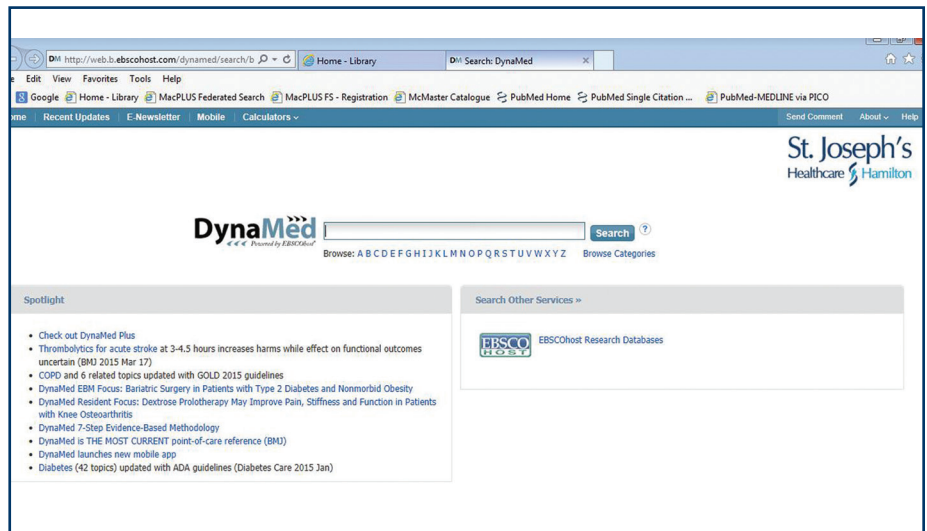 DM http://web.b.ebscohost.com/dynamed/search/b
Home - Library
DM Search: DynaMed
Edit View Favorites Tools Help
Google Home - Library MacPLUS Federated Search MacPLUS FS - Registration McMaster Catalogue PubMed Home PubMed Single Citation ... PubMed-MEDLINE via PICO
ome Recent Updates E-Newsletter Mobile Calculators Send Comment About Help
St. Joseph's
Healthcare Hamilton
DynaMed Search ?
Powered by EBSCOhost
Browse: A B C D E F G H I J K L M N O P Q R S T U V W X Y Z Browse Categories
Spotlight
• Check out DynaMed Plus
• Thrombolytics for acute stroke at 3-4.5 hours increases harms while effect on functional outcomes
uncertain (BMJ 2015 Mar 17)
• COPD and 6 related topics updated with GOLD 2015 guidelines
• DynaMed EBM Focus: Bariatric Surgery in Patients with Type 2 Diabetes and Nonmorbid Obesity
• DynaMed Resident Focus: Dextrose Prolotherapy May Improve Pain, Stiffness and Function in Patients
with Knee Osteoarthritis
• DynaMed 7-Step Evidence-Based Methodology
• DynaMed is THE MOST CURRENT point-of-care reference (BMJ)
• DynaMed launches new mobile app
• Diabetes (42 topics) updated with ADA guidelines (Diabetes Care 2015 Jan)
Search Other Services »
EBSCO
HOST
EBSCOhost Research Databases